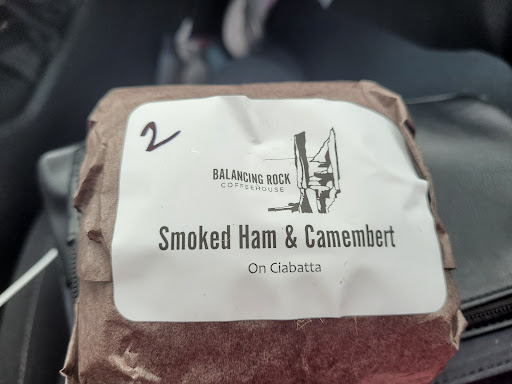 2
BALANCING ROCK
COFFEEHOUSE
Smoked Ham & Camembert
On Ciabatta